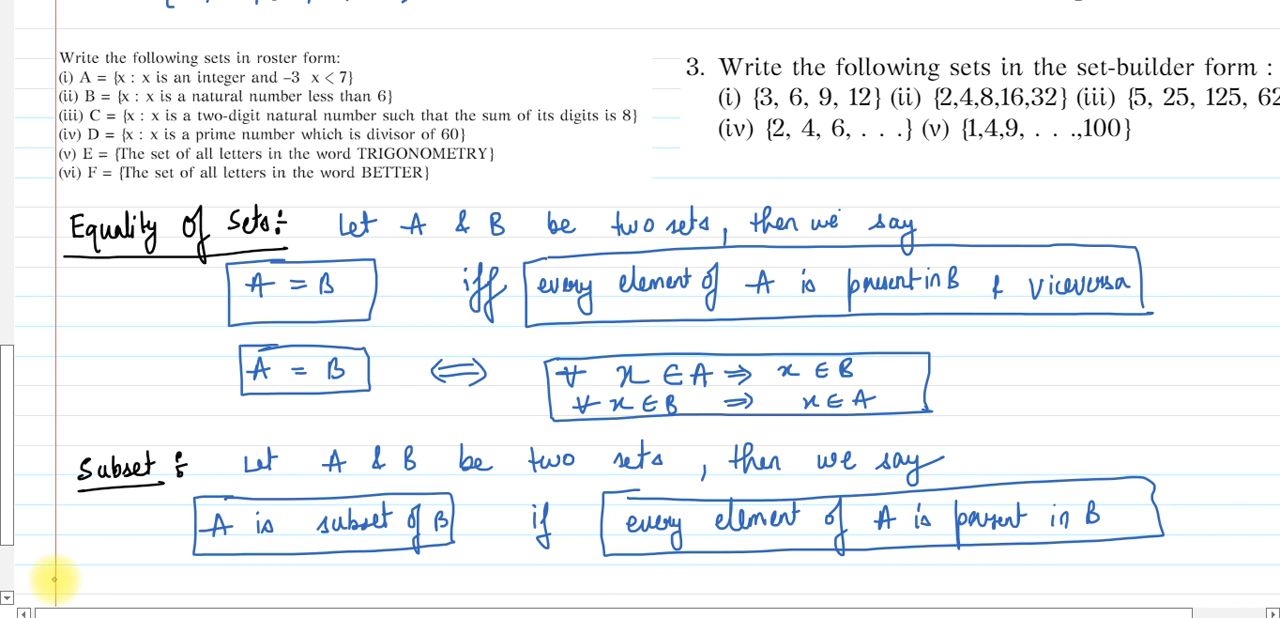 Write the following sets in roster form:
(i) A = {x : x is an integer and –3 x < 7}
(ii) B = {x : x is a natural number less than 6}
(iii) C = {x : x is a two-digit natural number such that the sum of its digits is 8}
(iv) D = {x : x is a prime number which is divisor of 60}
(v) E = {The set of all letters in the word TRIGONOMETRY}
(vi) F = {The set of all letters in the word BETTER}
3. Write the following sets in the set-builder form :
(i) {3, 6, 9, 12} (ii) {2,4,8,16,32} (iii) {5, 25, 125, 62
(iv) {2, 4, 6, . . .} (v) {1,4,9, . . .,100}
Equality of Sets:- Let A & B be two sets, then we say
A = B iff every element of A is present in B & Viceversa
A = B ⟺ ∀ x ∈ A ⇒ x ∈ B
∀ x ∈ B ⇒ x ∈ A
Subset :- Let A & B be two sets, then we say
A is subset of B if every element of A is present in B